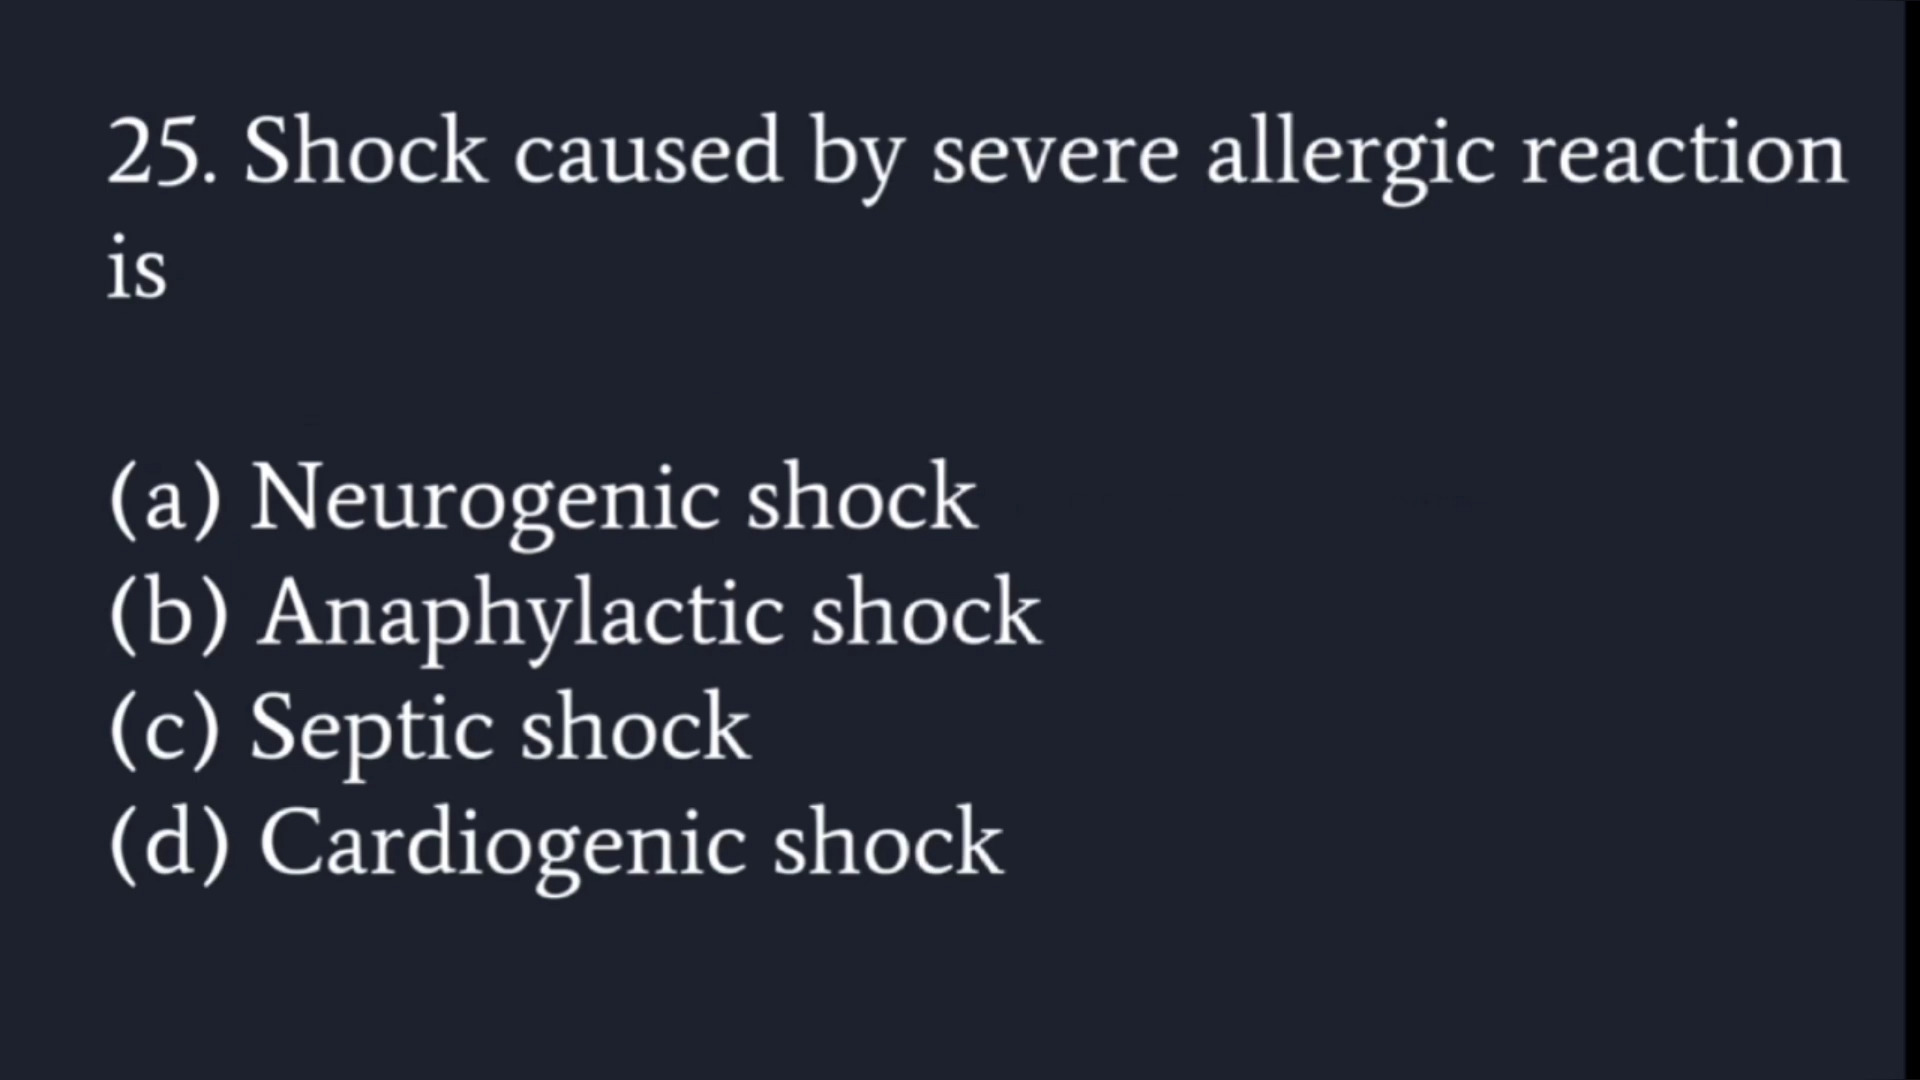 25. Shock caused by severe allergic reaction
is
(a) Neurogenic shock
(b) Anaphylactic shock
(c) Septic shock
(d) Cardiogenic shock